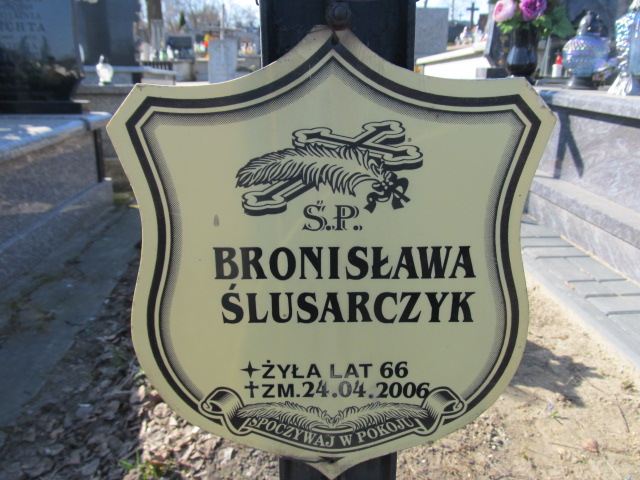 Ś.P.
BRONISŁAWA
ŚLUSARCZYK
ŻYŁA LAT 66
✝ZM.24.04.2006
SPOCZYWAJ W POKOJU